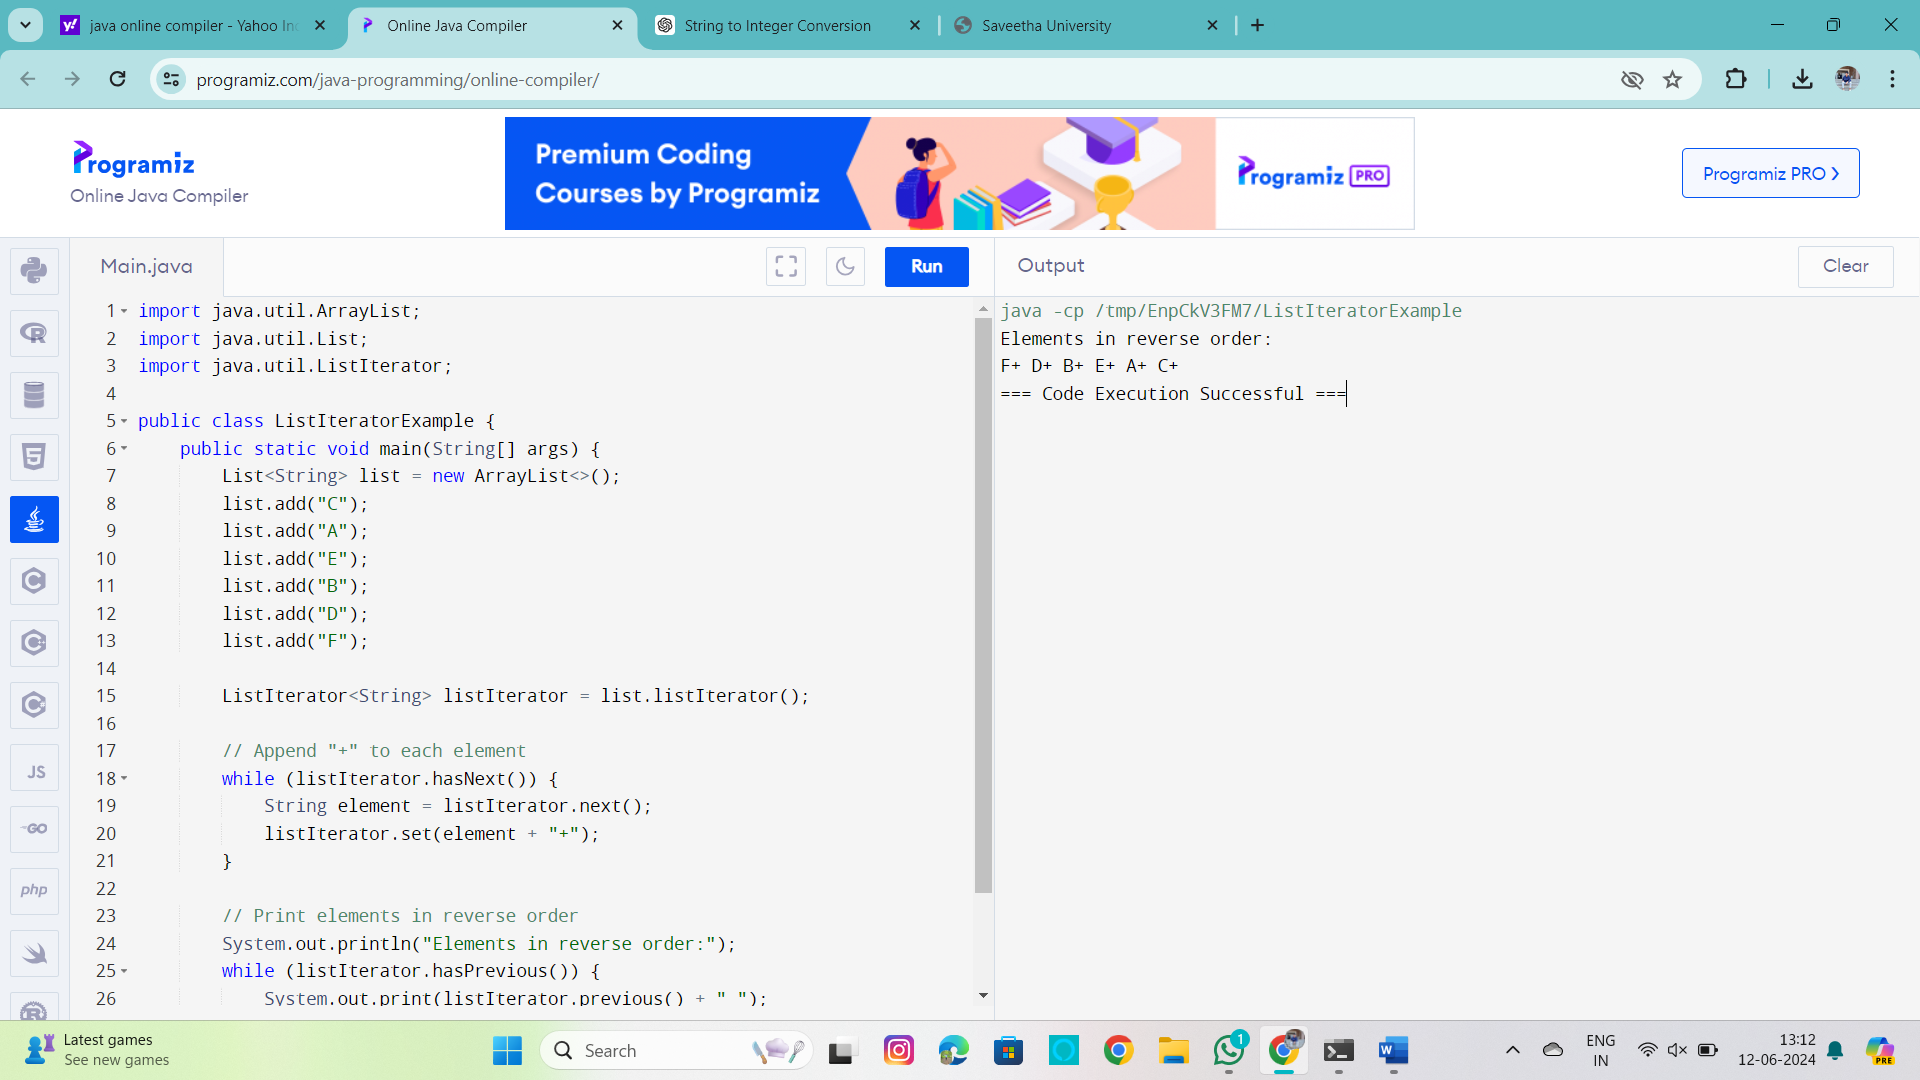 java online compiler - Yahoo Inc
Online Java Compiler
String to Integer Conversion
Saveetha University
programiz.com/java-programming/online-compiler/
Programiz
Online Java Compiler
Premium Coding
Courses by Programiz
Programiz PRO
Programiz PRO ›
Main.java
Run
Output
Clear
1 import java.util.ArrayList;
2 import java.util.List;
3 import java.util.ListIterator;
4
5 public class ListIteratorExample {
6 public static void main(String[] args) {
7 List<String> list = new ArrayList<>();
8 list.add("C");
9 list.add("A");
10 list.add("E");
11 list.add("B");
12 list.add("D");
13 list.add("F");
14
15 ListIterator<String> listIterator = list.listIterator();
16
17 // Append "+" to each element
18 while (listIterator.hasNext()) {
19 String element = listIterator.next();
20 listIterator.set(element + "+");
21 }
22
23 // Print elements in reverse order
24 System.out.println("Elements in reverse order:");
25 while (listIterator.hasPrevious()) {
26 System.out.print(listIterator.previous() + " ");
java -cp /tmp/EnpCkV3FM7/ListIteratorExample
Elements in reverse order:
F+ D+ B+ E+ A+ C+
=== Code Execution Successful ===
JS
GO
php
Latest games
See new games
Search
1
ENG
IN
13:12
12-06-2024
PRE